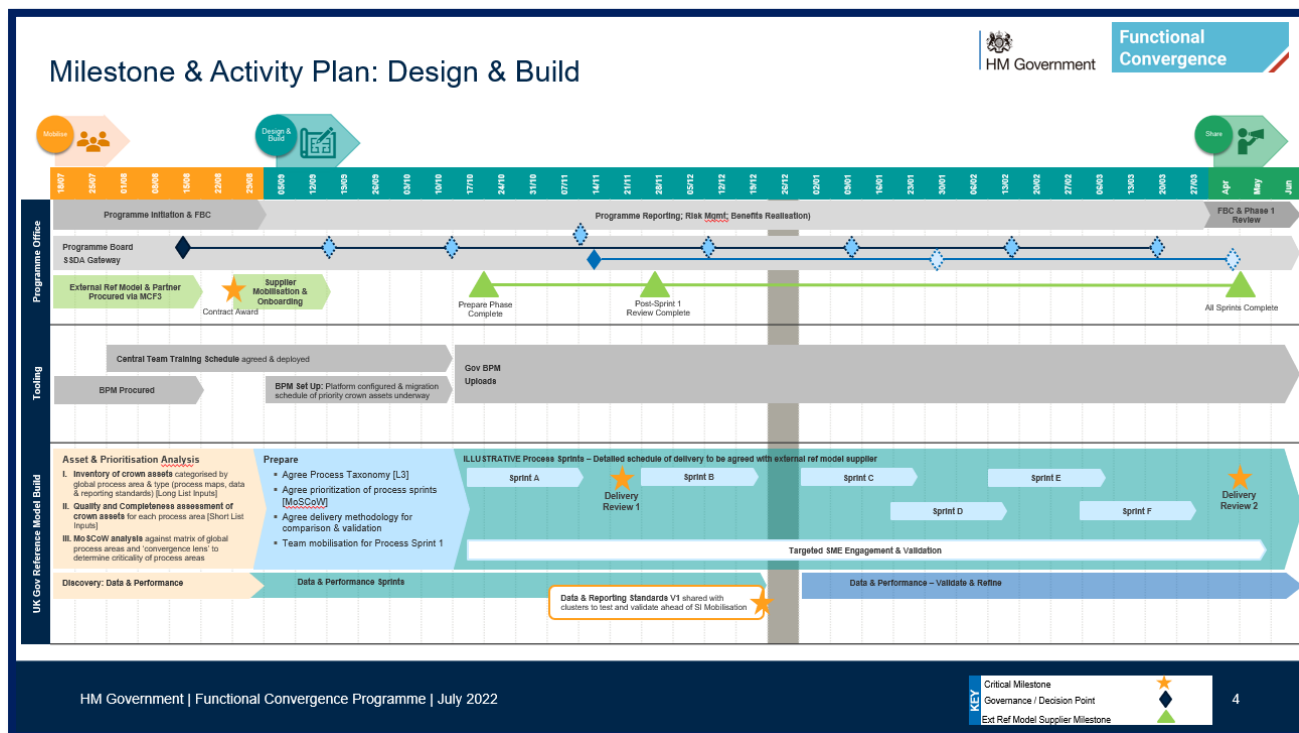 Milestone & Activity Plan: Design & Build
HM Government
Functional
Convergence
Mobilise
Design &
Build
Share
18/07
25/07
01/08
08/08
15/08
22/08
29/08
05/09
12/09
19/09
26/09
03/10
10/10
17/10
24/10
31/10
07/11
14/11
21/11
28/11
05/12
12/12
19/12
26/12
02/01
09/01
16/01
23/01
30/01
06/02
13/02
20/02
27/02
06/03
13/03
20/03
27/03
Apr
May
Jun
Programme Office
Programme Initiation & FBC
Programme Reporting; Risk Mgmt; Benefits Realisation)
FBC & Phase 1
Review
Programme Board
SSDA Gateway
External Ref Model & Partner
Procured via MCF3
Contract Award
Supplier
Mobilisation &
Onboarding
Prepare Phase
Complete
Post-Sprint 1
Review Complete
All Sprints Complete
Tooling
Central Team Training Schedule agreed & deployed
BPM Procured
BPM Set Up: Platform configured & migration
schedule of priority crown assets underway
Gov BPM
Uploads
UK Gov Reference Model Build
Asset & Prioritisation Analysis
I. Inventory of crown assets categorised by
global process area & type (process maps, data
& reporting standards) [Long List Inputs]
II. Quality and Completeness assessment of
crown assets for each process area [Short List
Inputs]
III. MoSCoW analysis against matrix of global
process areas and 'convergence lens' to
determine criticality of process areas
Prepare
▪ Agree Process Taxonomy [L3]
▪ Agree prioritization of process sprints
[MoSCoW]
▪ Agree delivery methodology for
comparison & validation
▪ Team mobilisation for Process Sprint 1
ILLUSTRATIVE Process Sprints – Detailed schedule of delivery to be agreed with external ref model supplier
Sprint A
Delivery
Review 1
Sprint B
Sprint C
Sprint D
Sprint E
Sprint F
Delivery
Review 2
Targeted SME Engagement & Validation
Discovery: Data & Performance
Data & Performance Sprints
Data & Reporting Standards V1 shared with
clusters to test and validate ahead of SI Mobilisation
Data & Performance – Validate & Refine
HM Government | Functional Convergence Programme | July 2022
KEY
Critical Milestone
Governance / Decision Point
Ext Ref Model Supplier Milestone
4